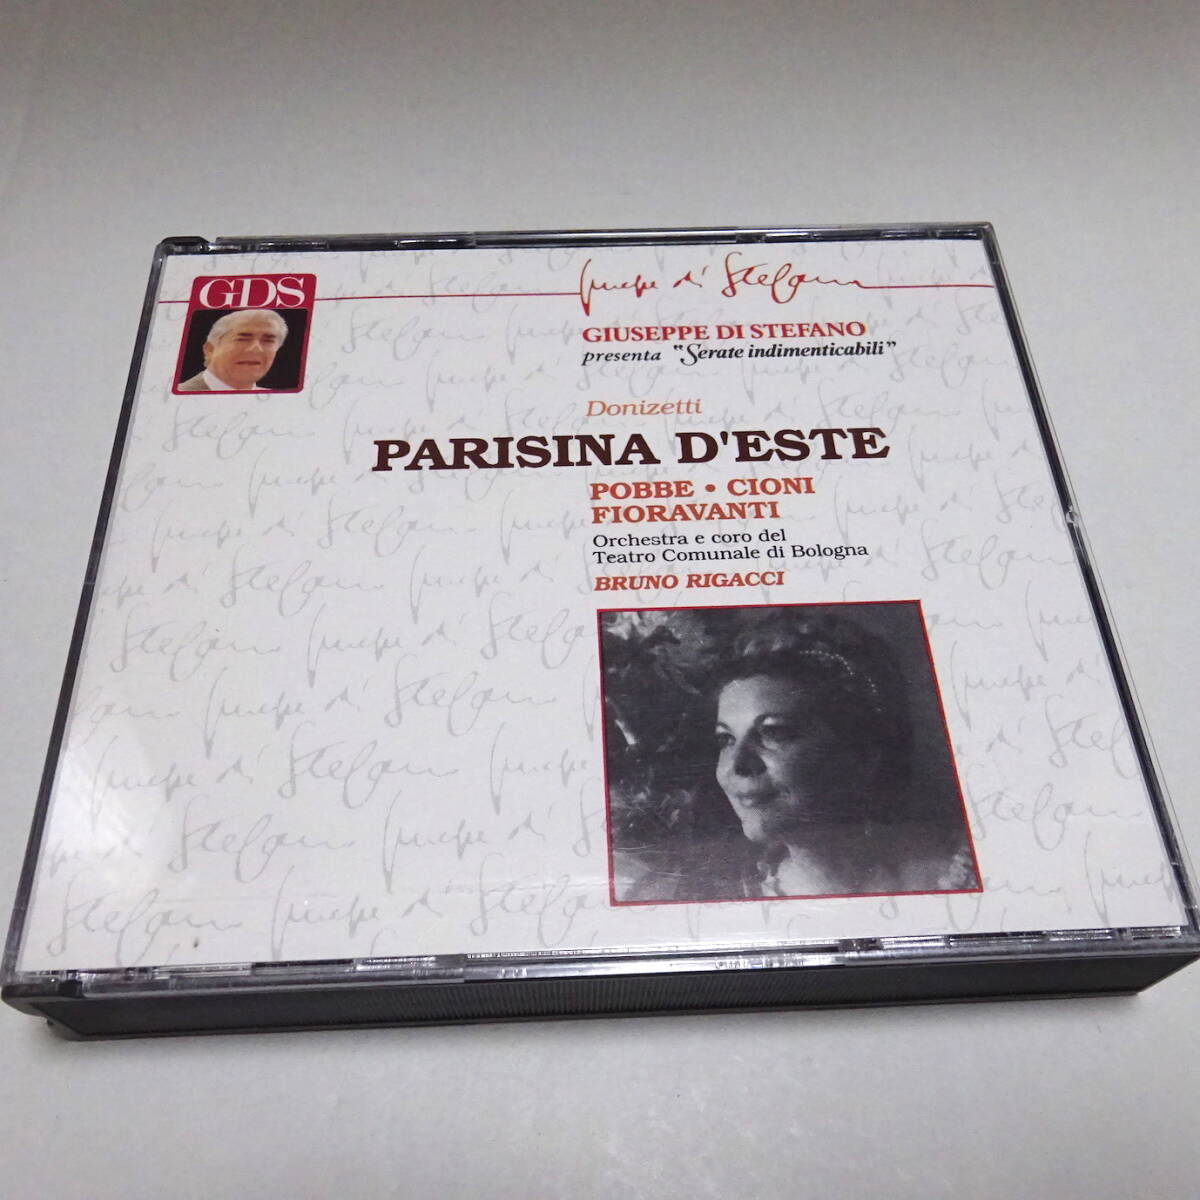 GDS
Giuseppe di Stefano
GIUSEPPE DI STEFANO
presenta "Serate indimenticabili"
Donizetti
PARISINA D'ESTE
POBBE • CIONI
FIORAVANTI
Orchestra e coro del
Teatro Comunale di Bologna
BRUNO RIGACCI